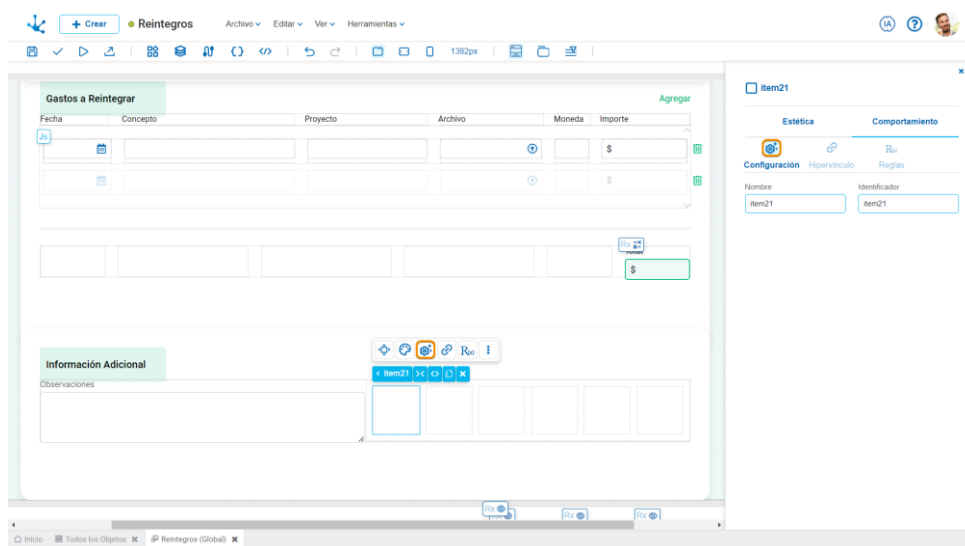 + Crear
Reintegros
Archivo
Editar
Ver
Herramientas
(IA)
?
1382px
Gastos a Reintegrar
Agregar
Fecha
Concepto
Proyecto
Archivo
Moneda
Importe
Js
$
$
Rx
Total
$
Información Adicional
R(x)
item21
Observaciones
Rx
Rx
Rx
item21
Estética
Comportamiento
R(x)
Configuración
Hipervínculo
Reglas
Nombre
Identificador
item21
item21
Inicio
Todos los Objetos
Reintegros (Global)